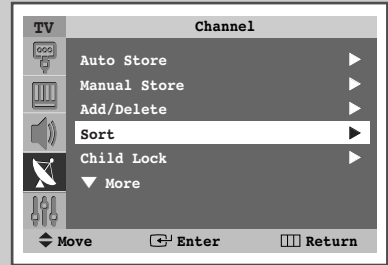 TV Channel
Auto Store
Manual Store
Add/Delete
Sort
Child Lock
▼ More
Move Enter Return